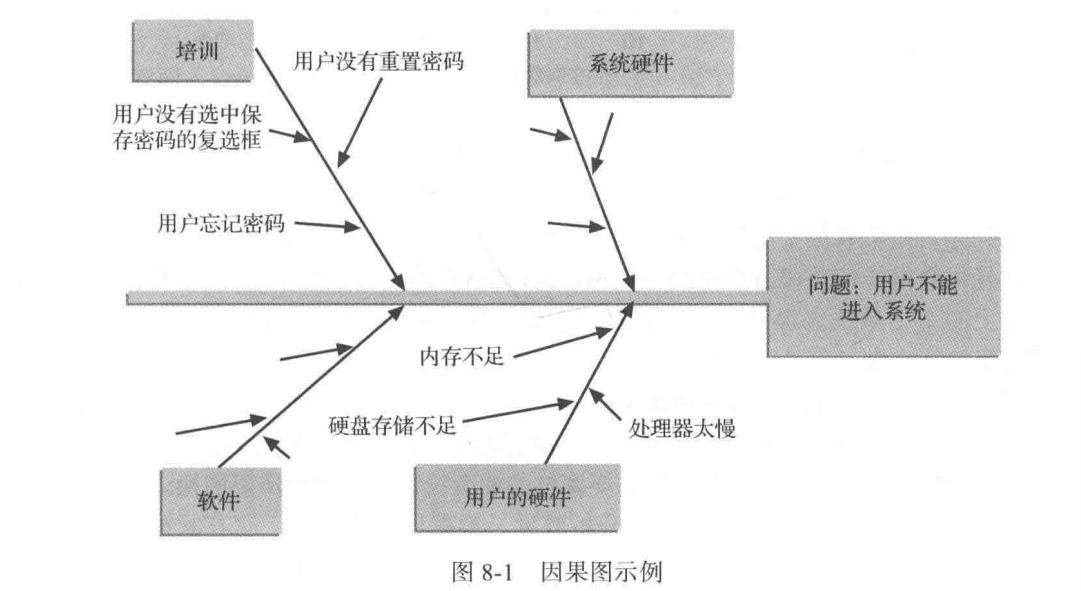 培训
用户没有重置密码
系统硬件
用户没有选中保
存密码的复选框
用户忘记密码
问题：用户不能
进入系统
内存不足
硬盘存储不足
处理器太慢
软件
用户的硬件
图 8-1 因果图示例